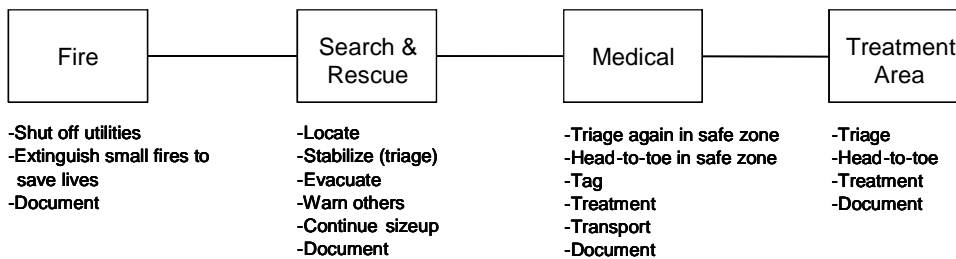 Fire
Search &
Rescue
Medical
Treatment
Area
-Shut off utilities
-Extinguish small fires to
save lives
-Document
-Locate
-Stabilize (triage)
-Evacuate
-Warn others
-Continue sizeup
-Document
-Triage again in safe zone
-Head-to-toe in safe zone
-Tag
-Treatment
-Transport
-Document
-Triage
-Head-to-toe
-Treatment
-Document